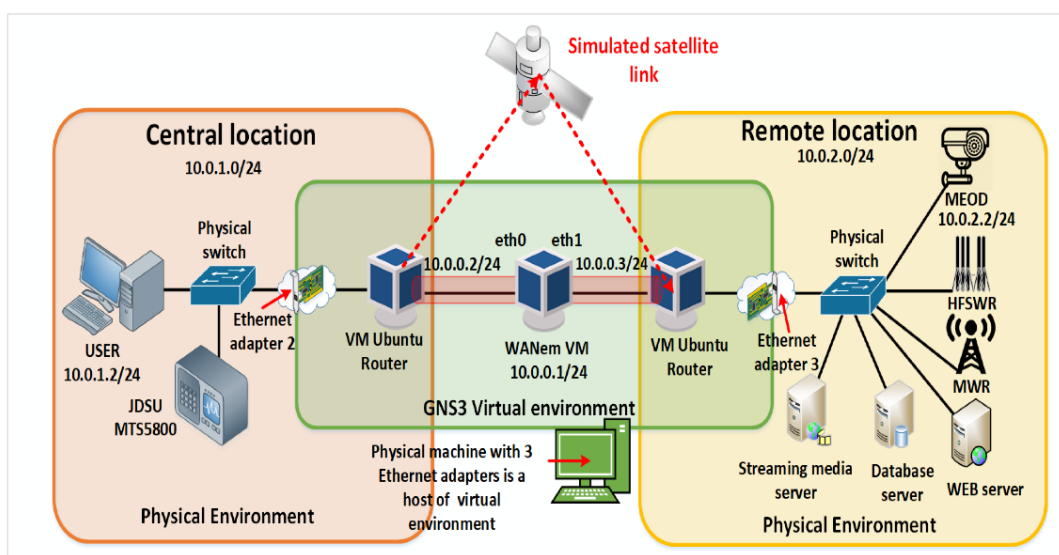 Simulated satellite
link
Central location
10.0.1.0/24
Remote location
10.0.2.0/24
MEOD
10.0.2.2/24
Physical
switch
eth0
eth1
10.0.0.2/24
10.0.0.3/24
Physical
switch
HFSWR
Ethernet
adapter 2
VM Ubuntu
Router
WANem VM
10.0.0.1/24
VM Ubuntu
Router
Ethernet
adapter 3
MWR
USER
10.0.1.2/24
JDSU
MTS5800
GNS3 Virtual environment
Physical machine with 3
Ethernet adapters is a
host of virtual
environment
Streaming media
server
Database
server
WEB server
Physical Environment
Physical Environment